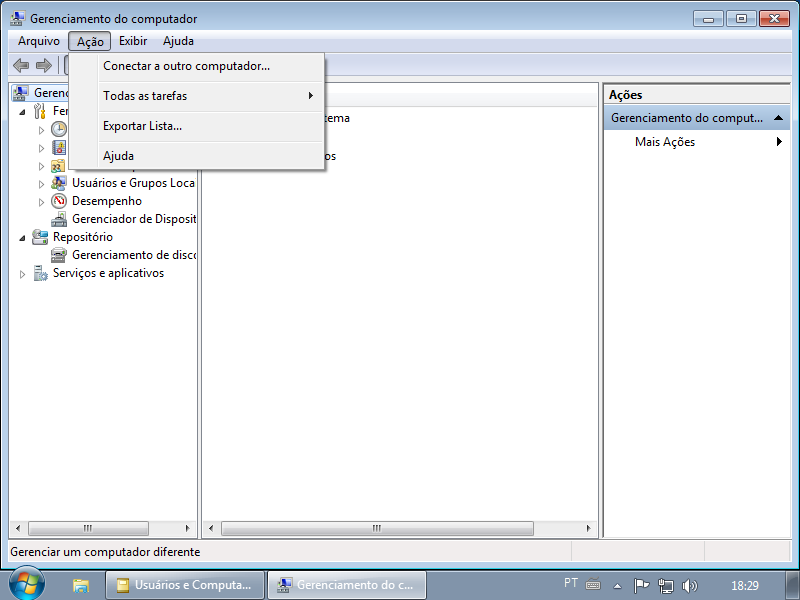 Gerenciamento do computador
Arquivo Ação Exibir Ajuda
Conectar a outro computador...
Todas as tarefas
Exportar Lista...
Ajuda
Usuários e Grupos Loca
Desempenho
Gerenciador de Disposit
Repositório
Gerenciamento de disco
Serviços e aplicativos
tema
os
Ações
Gerenciamento do comput...
Mais Ações
Gerenciar um computador diferente
Usuários e Computa...
Gerenciamento do c...
PT
18:29